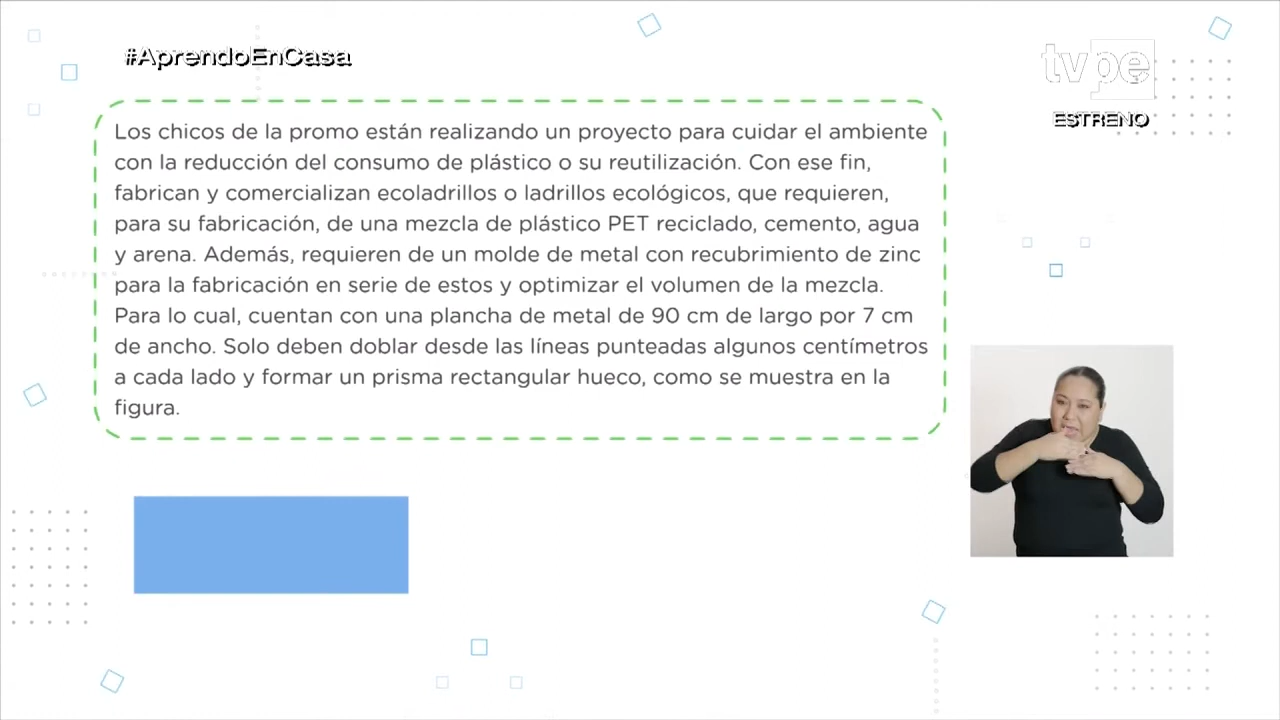 #AprendoEnCasa
tvpe
ESTRENO
Los chicos de la promo están realizando un proyecto para cuidar el ambiente
con la reducción del consumo de plástico o su reutilización. Con ese fin,
fabrican y comercializan ecoladrillos o ladrillos ecológicos, que requieren,
para su fabricación, de una mezcla de plástico PET reciclado, cemento, agua
y arena. Además, requieren de un molde de metal con recubrimiento de zinc
para la fabricación en serie de estos y optimizar el volumen de la mezcla.
Para lo cual, cuentan con una plancha de metal de 90 cm de largo por 7 cm
de ancho. Solo deben doblar desde las líneas punteadas algunos centímetros
a cada lado y formar un prisma rectangular hueco, como se muestra en la
figura.